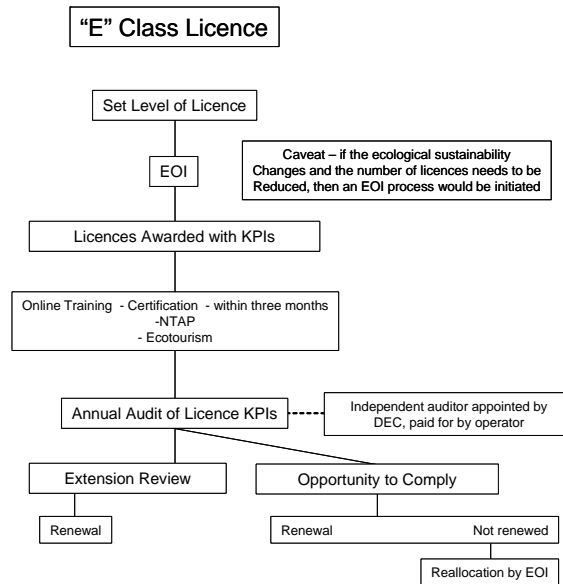 “E” Class Licence
Set Level of Licence
EOI
Caveat – if the ecological sustainability
Changes and the number of licences needs to be
Reduced, then an EOI process would be initiated
Licences Awarded with KPIs
Online Training - Certification - within three months
-NTAP
- Ecotourism
Annual Audit of Licence KPIs
Independent auditor appointed by
DEC, paid for by operator
Extension Review
Opportunity to Comply
Renewal
Renewal Not renewed
Reallocation by EOI